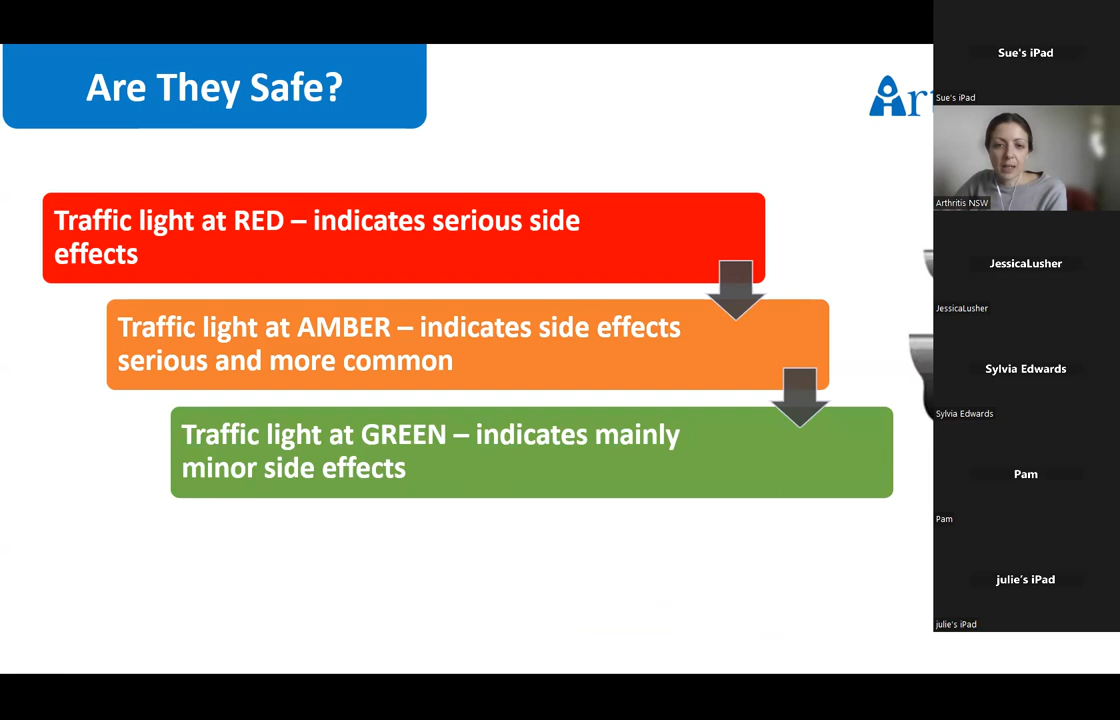 Are They Safe?
Traffic light at RED – indicates serious side
effects
Traffic light at AMBER – indicates side effects
serious and more common
Traffic light at GREEN – indicates mainly
minor side effects
Sue's iPad
Sue's iPad
Arthritis NSW
JessicaLusher
JessicaLusher
Sylvia Edwards
Sylvia Edwards
Pam
Pam
julie's iPad
julie's iPad